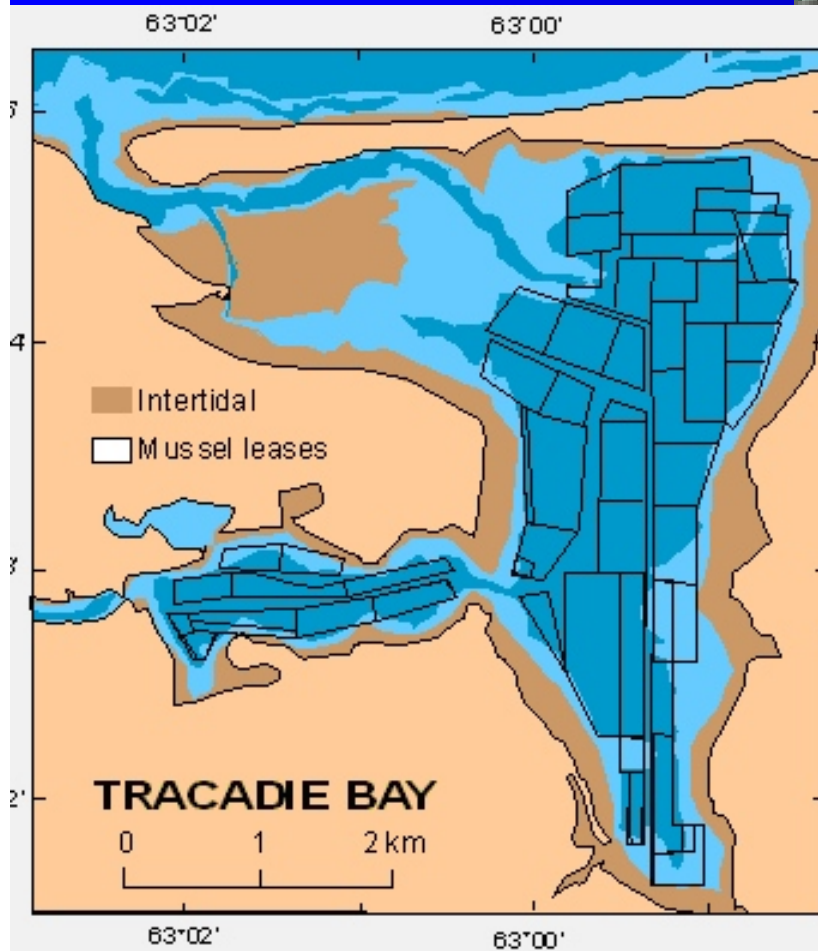 63°02' 63°00'
5'
4'
Intertidal
Mussel leases
3'
TRACADIE BAY
2'
0 1 2 km
63°02' 63°00'